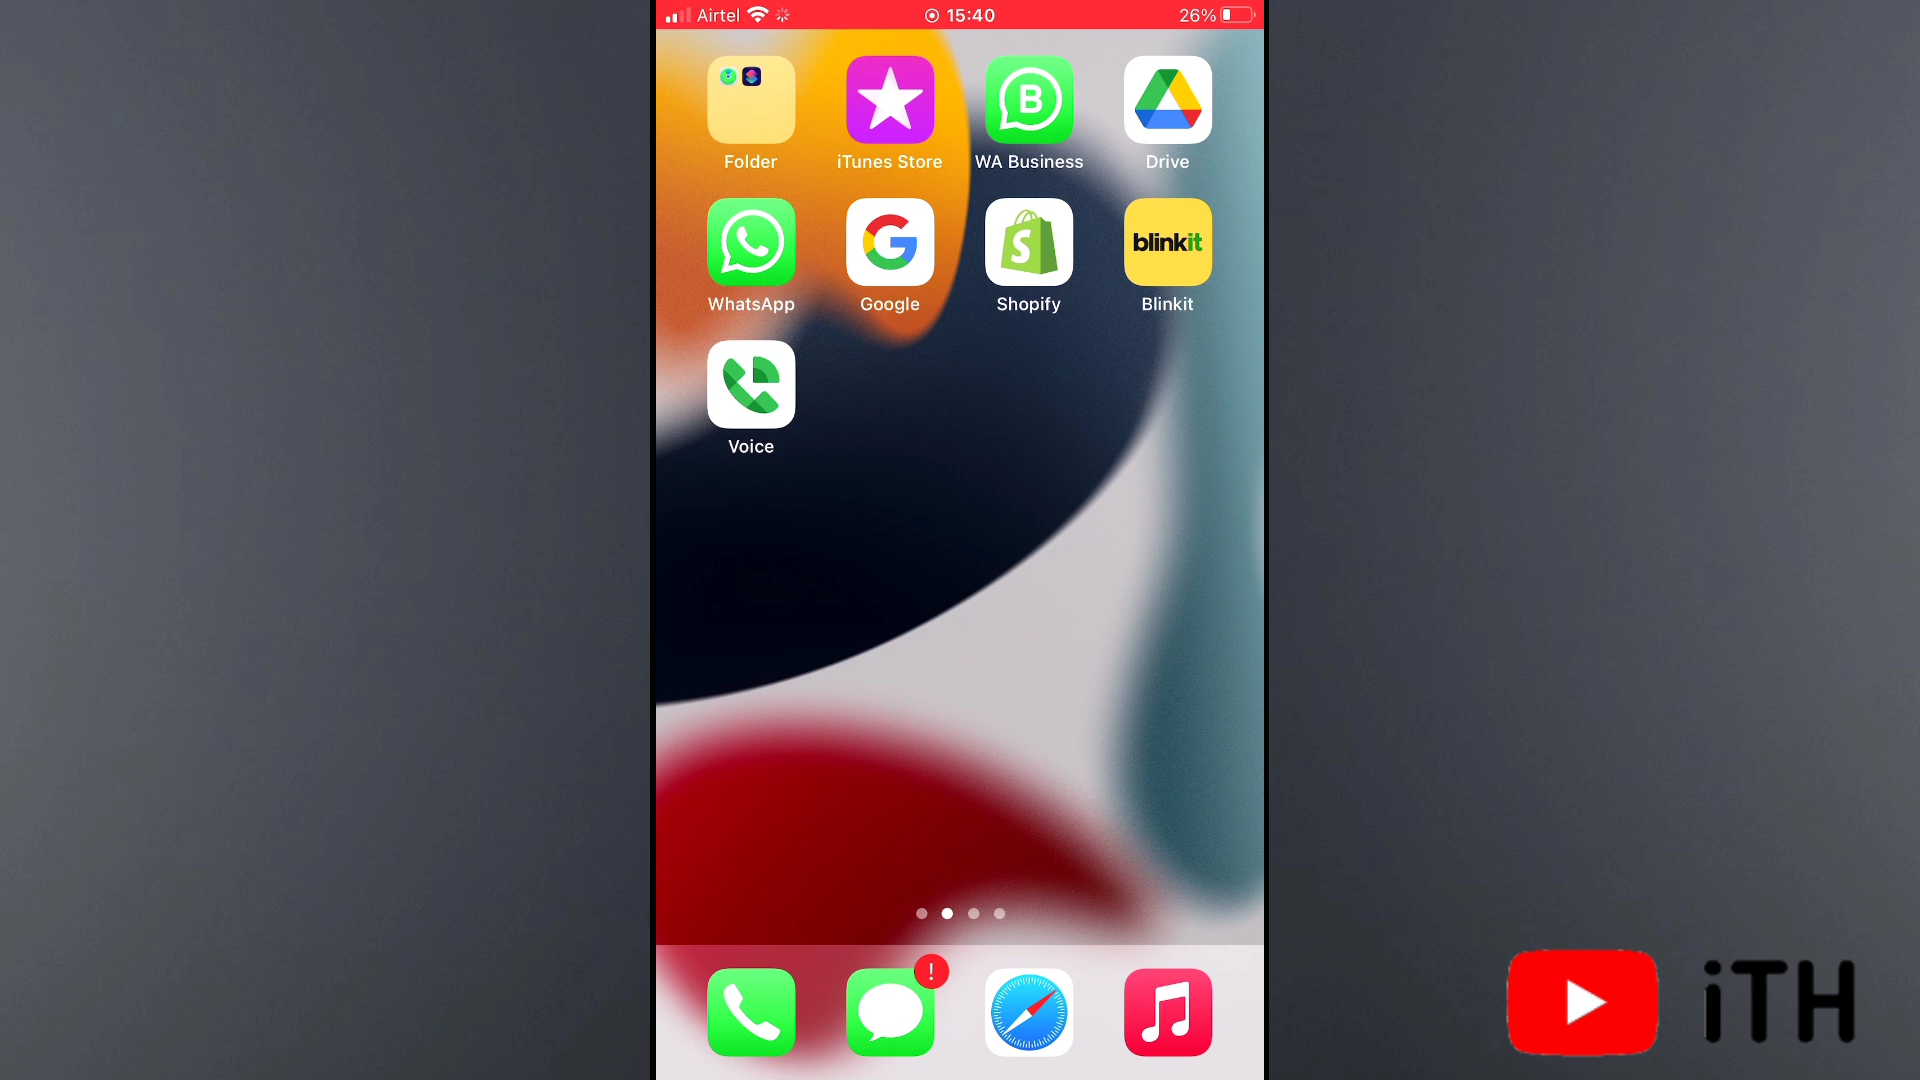 Airtel 15:40 26%
Folder iTunes Store WA Business Drive
blinkit
WhatsApp Google Shopify Blinkit
Voice
iTH